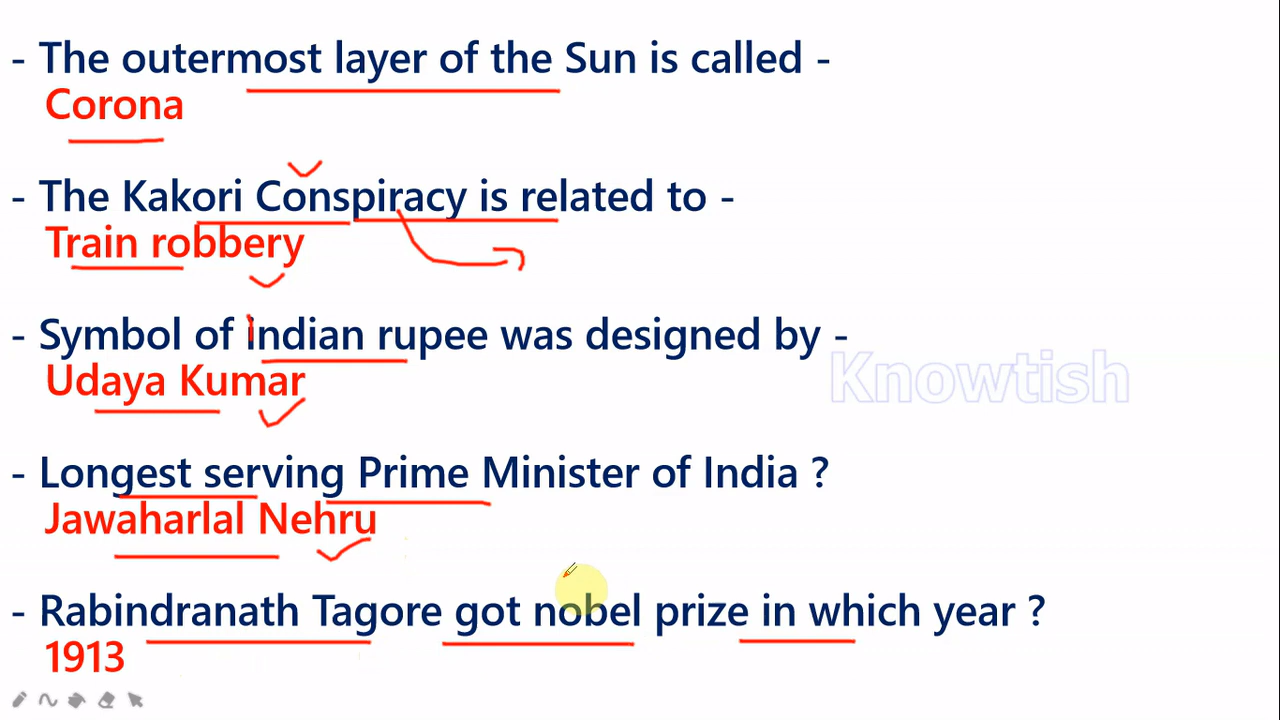 - The outermost layer of the Sun is called -
Corona
- The Kakori Conspiracy is related to -
Train robbery
- Symbol of indian rupee was designed by -
Udaya Kumar
Knowtish
- Longest serving Prime Minister of India ?
Jawaharlal Nehru
- Rabindranath Tagore got nobel prize in which year ?
1913